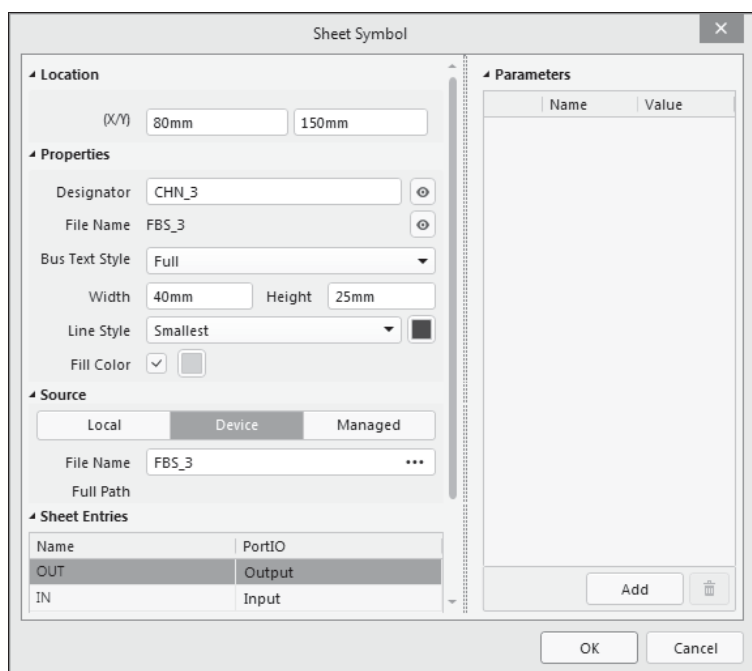 Sheet Symbol
Location
(X/Y) 80mm 150mm
Properties
Designator CHN_3
File Name FBS_3
Bus Text Style Full
Width 40mm Height 25mm
Line Style Smallest
Fill Color
Source
Local Device Managed
File Name FBS_3 •••
Full Path
Sheet Entries
Name PortIO
OUT Output
IN Input
Parameters
Name Value
Add
OK Cancel